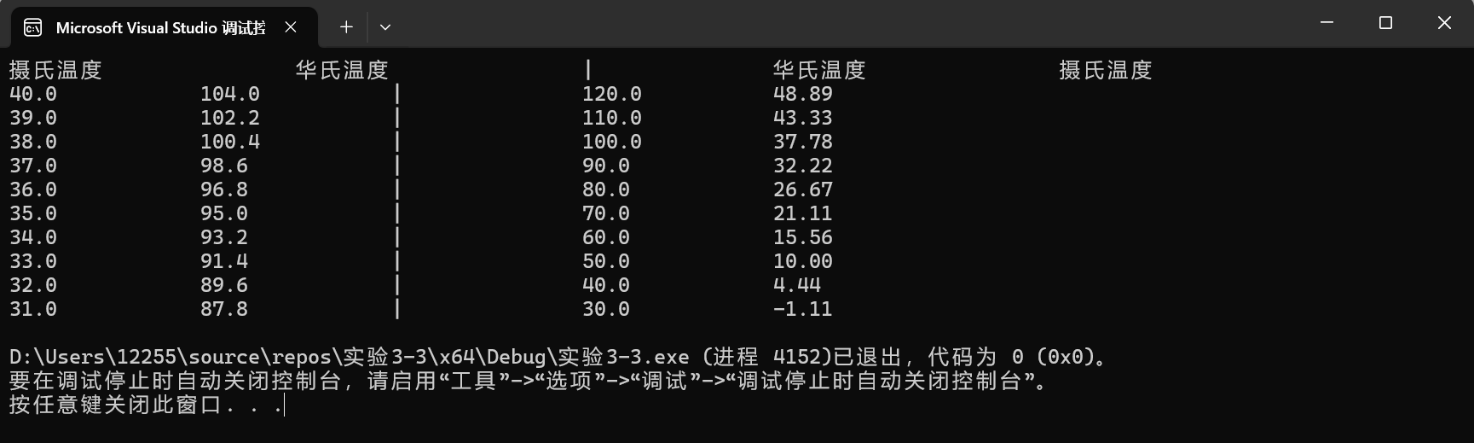 Microsoft Visual Studio 调试控
摄氏温度 华氏温度 | 华氏温度 摄氏温度
40.0 104.0 | 120.0 48.89
39.0 102.2 | 110.0 43.33
38.0 100.4 | 100.0 37.78
37.0 98.6 | 90.0 32.22
36.0 96.8 | 80.0 26.67
35.0 95.0 | 70.0 21.11
34.0 93.2 | 60.0 15.56
33.0 91.4 | 50.0 10.00
32.0 89.6 | 40.0 4.44
31.0 87.8 | 30.0 -1.11
D:\Users\12255\source\repos\实验3-3\x64\Debug\实验3-3.exe (进程 4152)已退出，代码为 0 (0x0)。
要在调试停止时自动关闭控制台，请启用“工具”->“选项”->“调试”->“调试停止时自动关闭控制台”。
按任意键关闭此窗口. . .